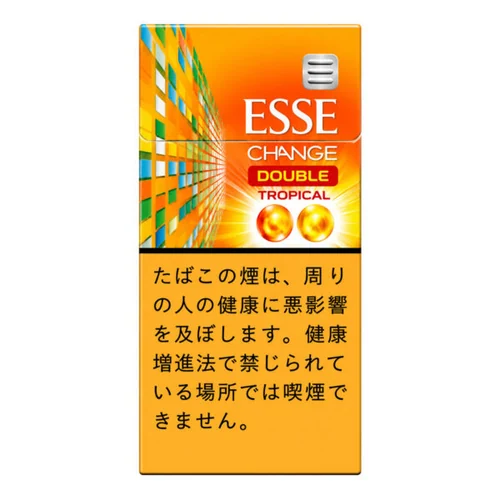 ESSE
CHANGE
DOUBLE
TROPICAL
たばこの煙は、周り
の人の健康に悪影響
を及ぼします。健康
増進法で禁じられて
いる場所では喫煙で
きません。